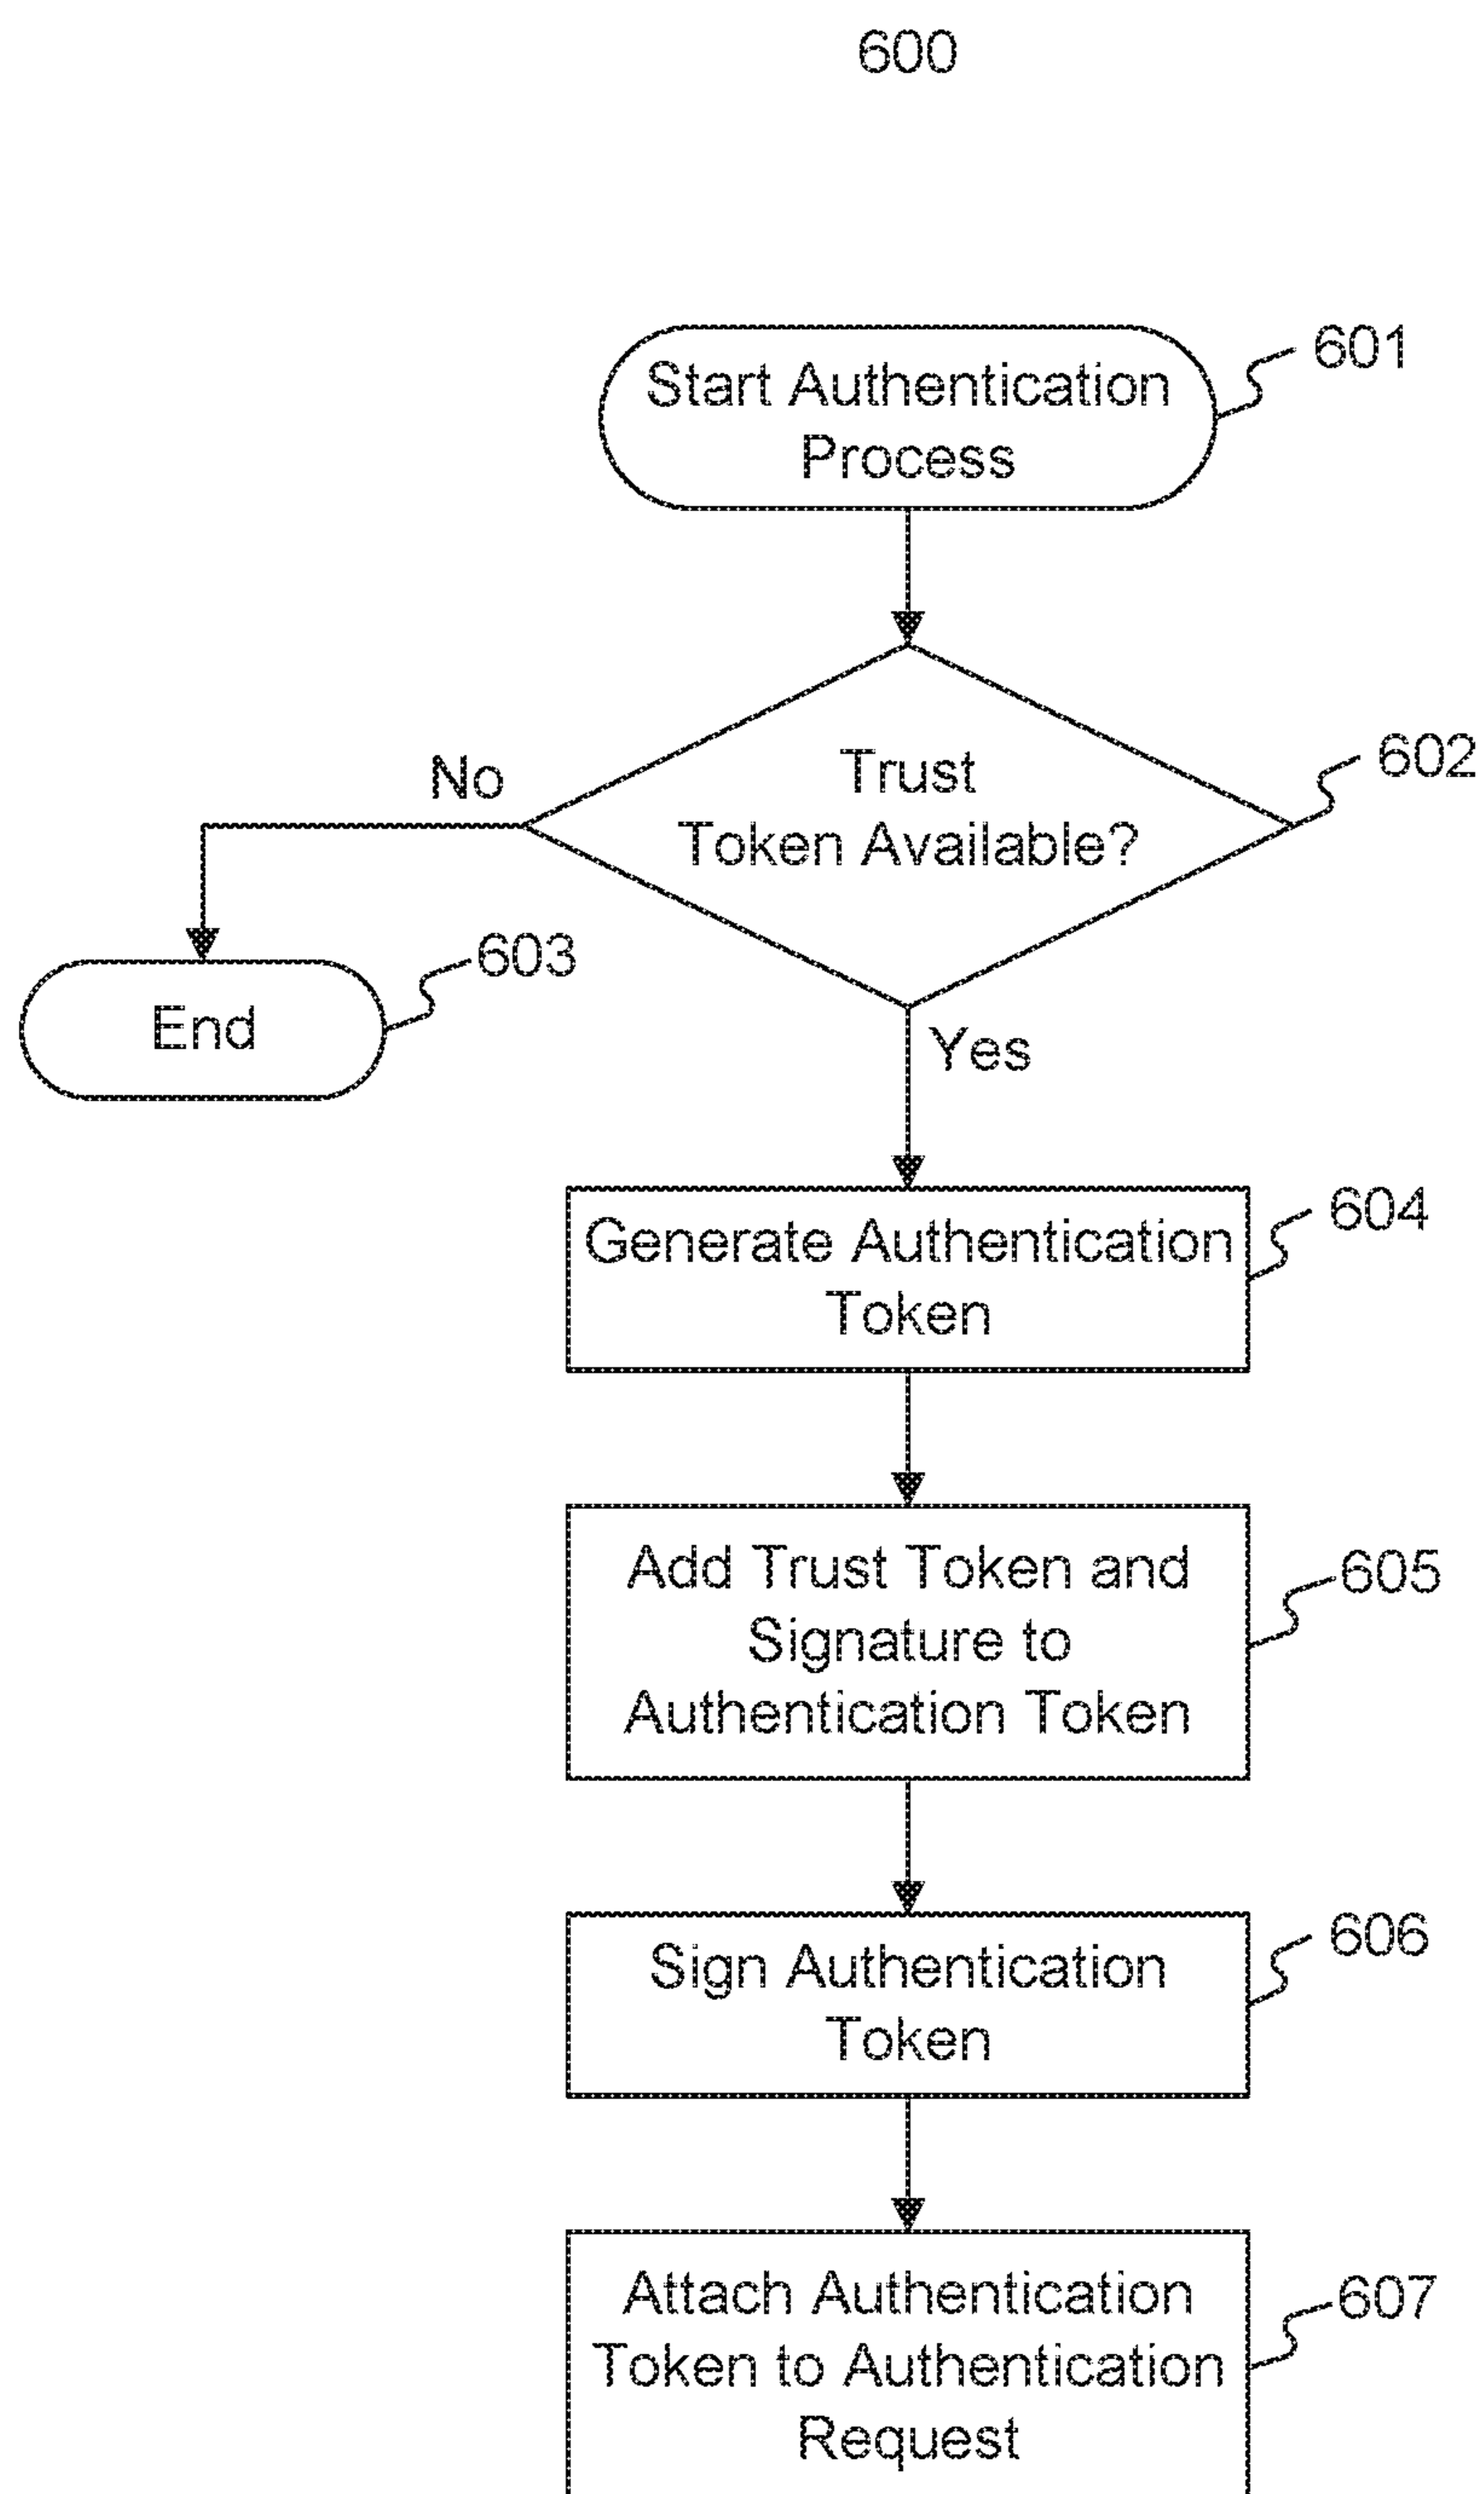 600
Start Authentication
Process
601
Trust
Token Available?
602
No
End
603
Yes
Generate Authentication
Token
604
Add Trust Token and
Signature to
Authentication Token
605
Sign Authentication
Token
606
Attach Authentication
Token to Authentication
Request
607